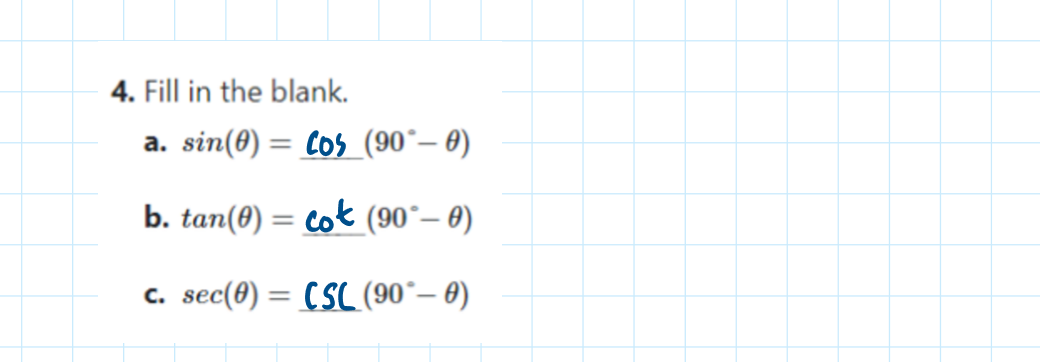 4. Fill in the blank.
a. sin(θ) = cos (90° − θ)
b. tan(θ) = cot (90° − θ)
c. sec(θ) = csc (90° − θ)